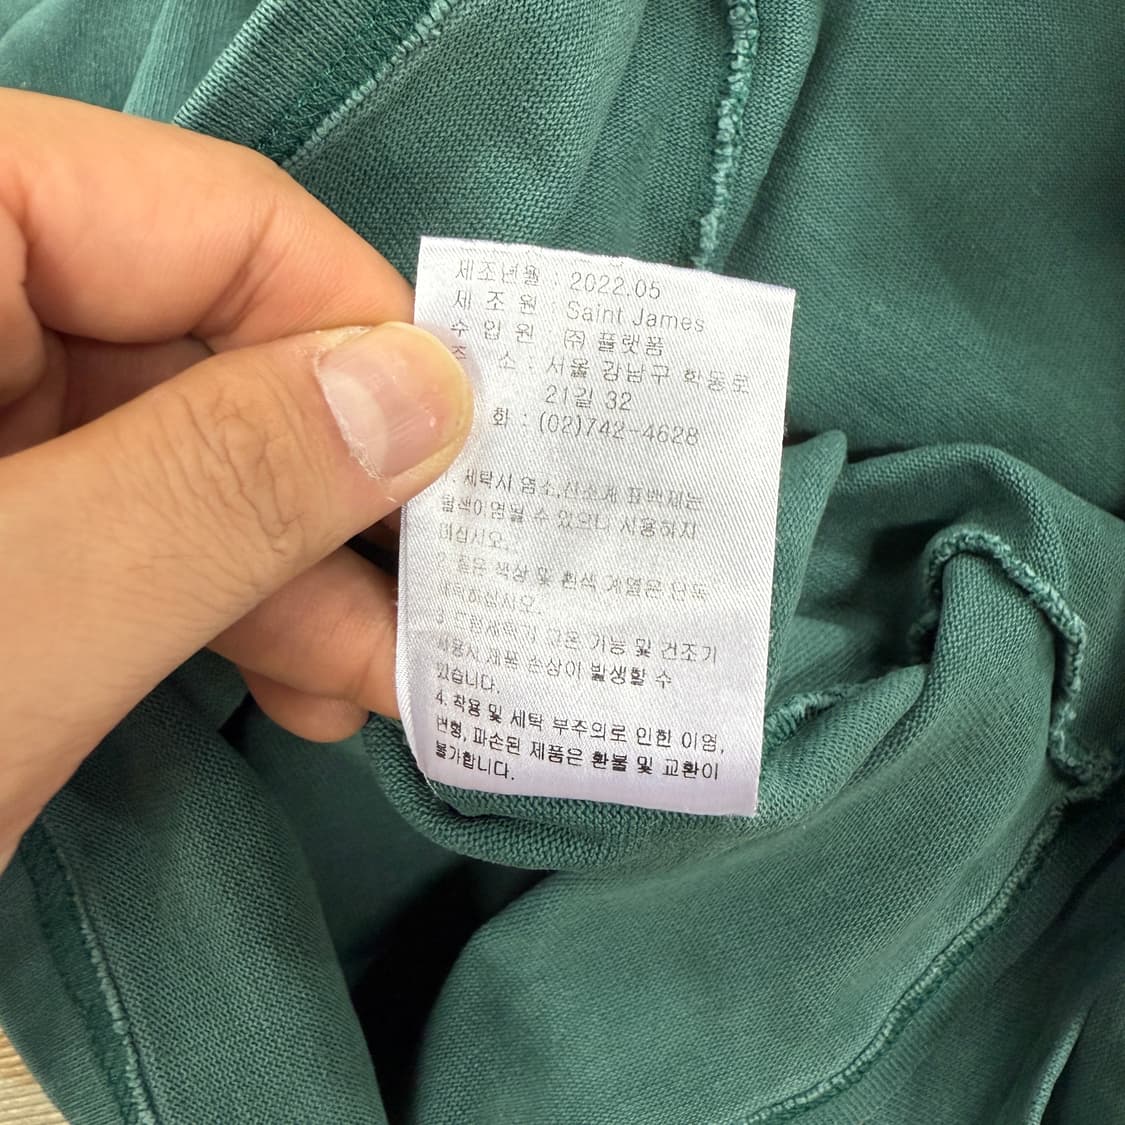 제조년월 : 2022.05
제 조 원 : Saint James
수 입 원 : ㈜ 플랫폼
주 소 : 서울 강남구 학동로
21길 32
화 : (02)742-4628
1. 세탁시 염소,산소계 표백제는
탈색이염될 수 있으니 사용하지
마십시오.
2. 짙은 색상 및 흰색 계열은 단독
세탁하십시오.
3. 드럼세탁기 고온 기능 및 건조기
사용시 제품 손상이 발생할 수
있습니다.
4. 착용 및 세탁 부주의로 인한 이염,
변형, 파손된 제품은 환불 및 교환이
불가합니다.